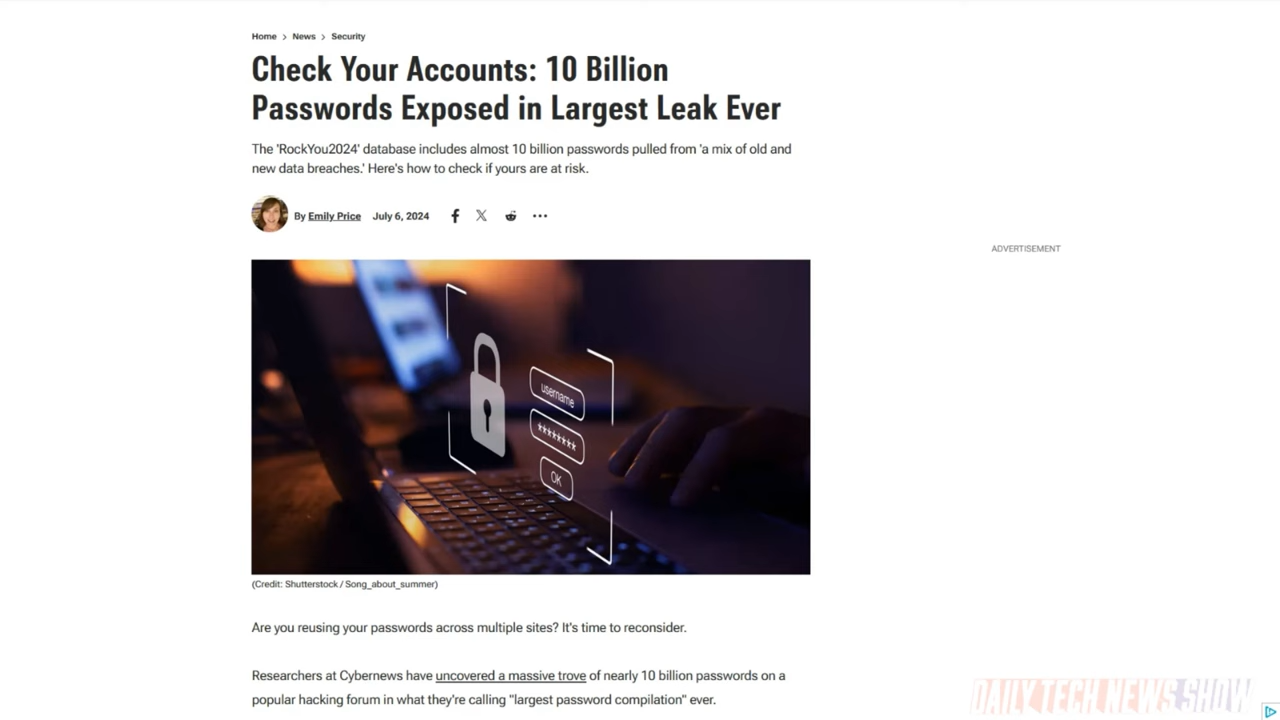 Home > News > Security
Check Your Accounts: 10 Billion
Passwords Exposed in Largest Leak Ever
The 'RockYou2024' database includes almost 10 billion passwords pulled from 'a mix of old and
new data breaches.' Here's how to check if yours are at risk.
By Emily Price July 6, 2024
ADVERTISEMENT
username
********
OK
(Credit: Shutterstock / Song_about_summer)
Are you reusing your passwords across multiple sites? It's time to reconsider.
Researchers at Cybernews have uncovered a massive trove of nearly 10 billion passwords on a
popular hacking forum in what they're calling "largest password compilation" ever.
DAILY TECH NEWS SHOW